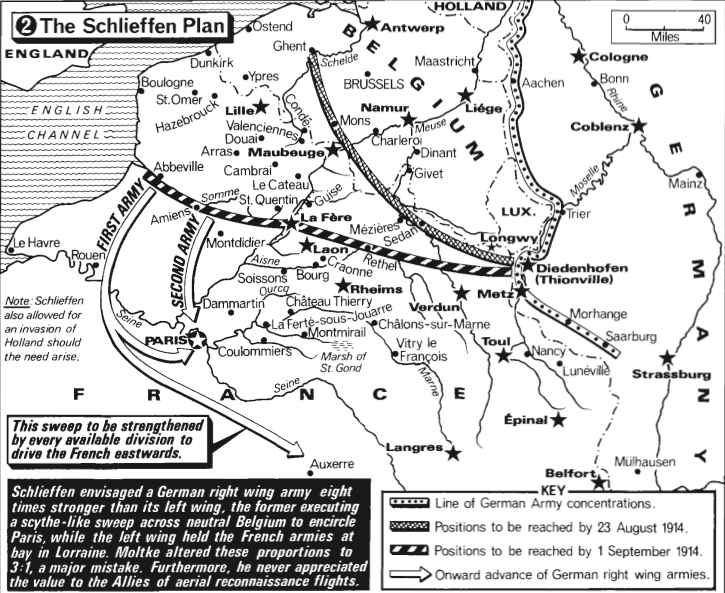 2 The Schlieffen Plan
HOLLAND
0 40
Miles
ENGLAND
Ostend
Antwerp
Ghent
Schelde
BELGIUM
Dunkirk
Maastricht
Cologne
Boulogne
Ypres
BRUSSELS
Aachen
Bonn
Rhine
GERMANY
St.Omer
Hazebrouck
Lille
Condé
Namur
Liége
ENGLISH
CHANNEL
Valenciennes
Mons
Meuse
Coblenz
Douai
Charleroi
Arras
Maubeuge
Dinant
Abbeville
Cambrai
Givet
Moselle
Mainz
Le Cateau
Somme
St.Quentin
Guise
LUX.
Trier
FIRST ARMY
Amiens
La Fère
Mézières
Sedan
Longwy
Le Havre
Rouen
SECOND ARMY
Montdidier
Laon
Aisne
Craonne
Rethel
Diedenhofen
(Thionville)
Soissons
Bourg
Ourcq
Rheims
Metz
Note: Schlieffen
also allowed for
an invasion of
Holland should
the need arise.
Seine
Dammartin
Château Thierry
Verdun
Morhange
La Ferté-sous-Jouarre
Châlons-sur-Marne
Saarburg
PARIS
Montmirail
Coulommiers
Marsh of
St. Gond
Vitry le
François
Toul
Nancy
Lunéville
Strassburg
Seine
Marne
FRANCE
This sweep to be strengthened
by every available division to
drive the French eastwards.
Épinal
Langres
Auxerre
Belfort
Mülhausen
Schlieffen envisaged a German right wing army eight
times stronger than its left wing, the former executing
a scythe-like sweep across neutral Belgium to encircle
Paris, while the left wing held the French armies at
bay in Lorraine. Moltke altered these proportions to
3:1, a major mistake. Furthermore, he never appreciated
the value to the Allies of aerial reconnaissance flights.
KEY
Line of German Army concentrations.
Positions to be reached by 23 August 1914.
Positions to be reached by 1 September 1914.
Onward advance of German right wing armies.